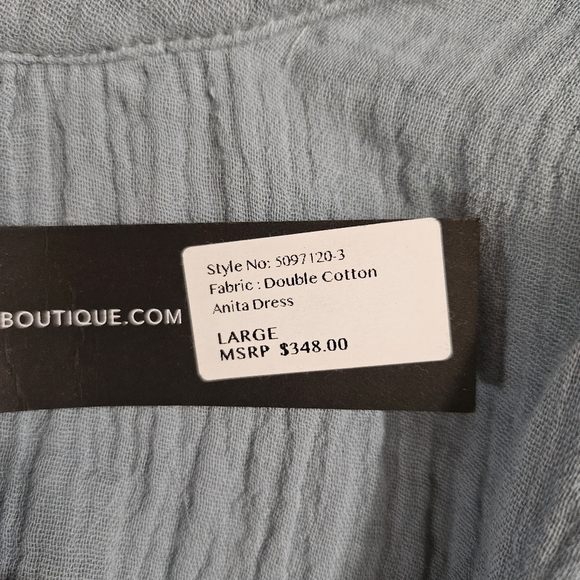 BOUTIQUE.COM
Style No: 5097120-3
Fabric : Double Cotton
Anita Dress
LARGE
MSRP $348.00